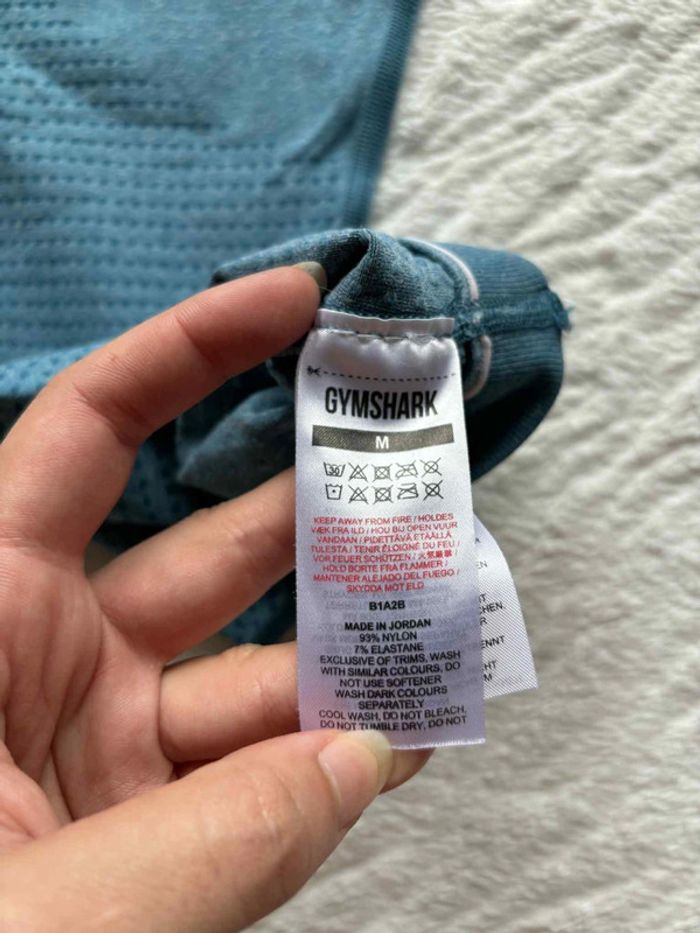 GYMSHARK
M
30
KEEP AWAY FROM FIRE / HOLDES
VÆK FRA ILD / HOU BIJ OPEN VUUR
VANDAAN / PIDETTÄVÄ ETÄÄLLÄ
TULESTA / TENIR ÉLOIGNÉ DU FEU /
VOR FEUER SCHÜTZEN / 火気厳禁 /
HOLD BORTE FRA FLAMMER /
MANTENER ALEJADO DEL FUEGO /
SKYDDA MOT ELD
B1A2B
MADE IN JORDAN
93% NYLON
7% ELASTANE
EXCLUSIVE OF TRIMS, WASH
WITH SIMILAR COLOURS, DO
NOT USE SOFTENER
WASH DARK COLOURS
SEPARATELY
COOL WASH, DO NOT BLEACH,
DO NOT TUMBLE DRY, DO NOT